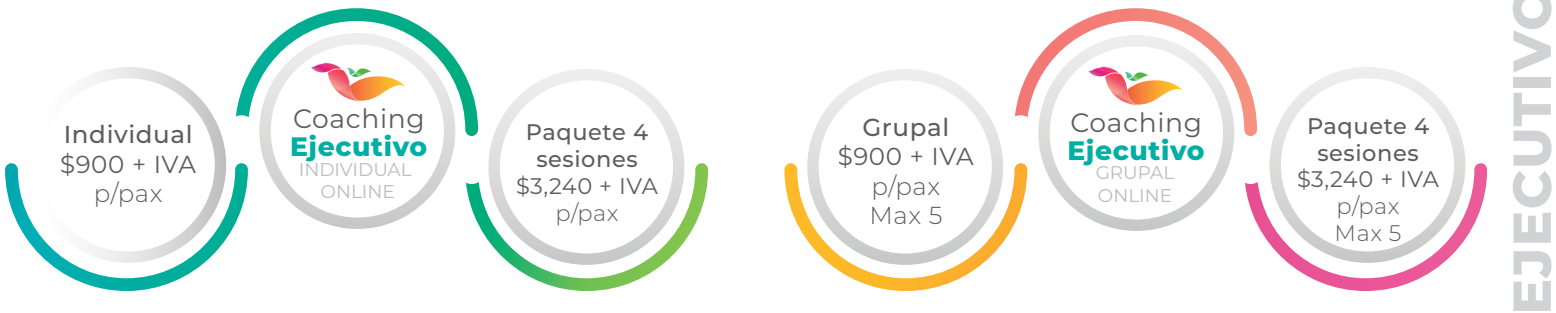 Individual
$900 + IVA
p/pax
Coaching
Ejecutivo
INDIVIDUAL
ONLINE
Paquete 4
sesiones
$3,240 + IVA
p/pax
Grupal
$900 + IVA
p/pax
Max 5
Coaching
Ejecutivo
GRUPAL
ONLINE
Paquete 4
sesiones
$3,240 + IVA
p/pax
Max 5
EJECUTIVO